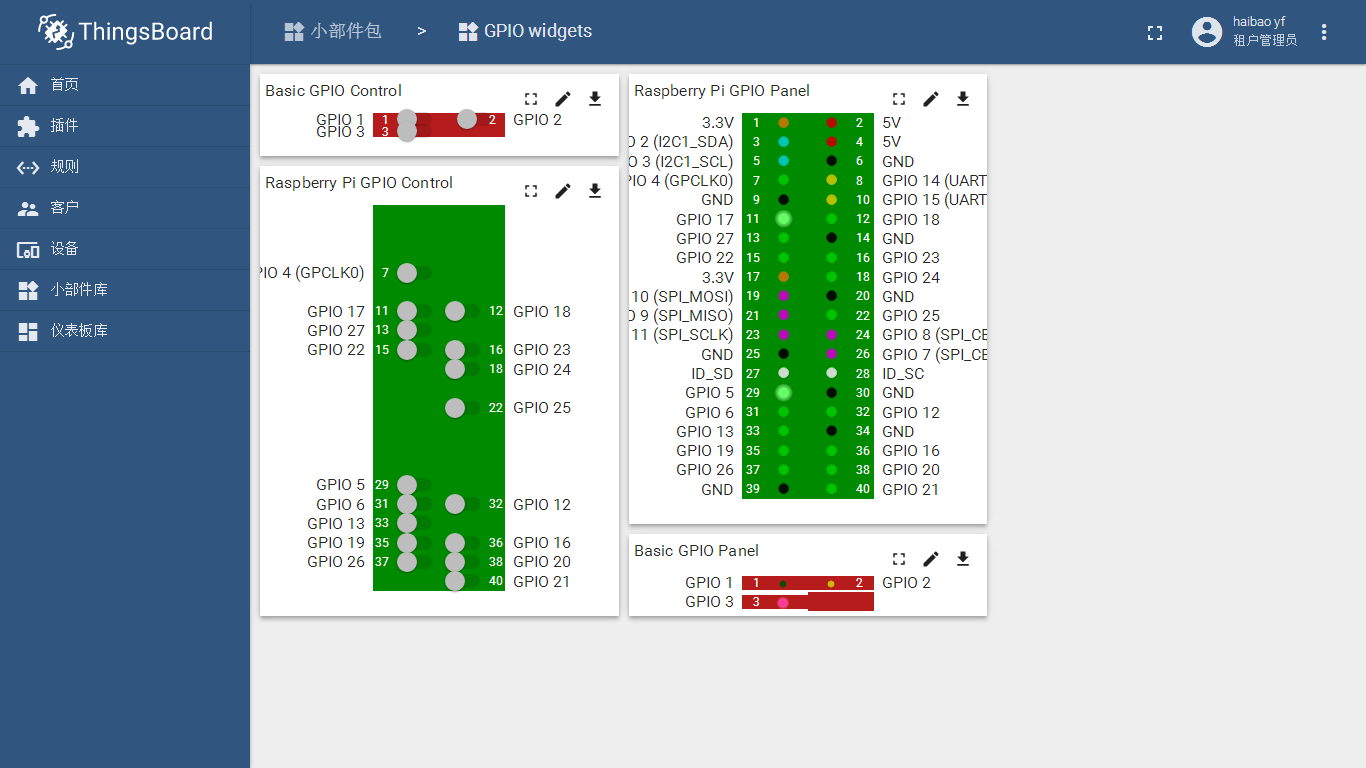 ThingsBoard
小部件包 > GPIO widgets
haibao yf
租户管理员
首页
插件
规则
客户
设备
小部件库
仪表板库
Basic GPIO Control
GPIO 1 1 2 GPIO 2
GPIO 3 3
Raspberry Pi GPIO Control
PIO 4 (GPCLK0) 7
GPIO 17 11 12 GPIO 18
GPIO 27 13
GPIO 22 15 16 GPIO 23
18 GPIO 24
22 GPIO 25
GPIO 5 29
GPIO 6 31 32 GPIO 12
GPIO 13 33
GPIO 19 35 36 GPIO 16
GPIO 26 37 38 GPIO 20
40 GPIO 21
Raspberry Pi GPIO Panel
3.3V 1 2 5V
O 2 (I2C1_SDA) 3 4 5V
O 3 (I2C1_SCL) 5 6 GND
PIO 4 (GPCLK0) 7 8 GPIO 14 (UART
GND 9 10 GPIO 15 (UART
GPIO 17 11 12 GPIO 18
GPIO 27 13 14 GND
GPIO 22 15 16 GPIO 23
3.3V 17 18 GPIO 24
10 (SPI_MOSI) 19 20 GND
O 9 (SPI_MISO) 21 22 GPIO 25
11 (SPI_SCLK) 23 24 GPIO 8 (SPI_CE
GND 25 26 GPIO 7 (SPI_CE
ID_SD 27 28 ID_SC
GPIO 5 29 30 GND
GPIO 6 31 32 GPIO 12
GPIO 13 33 34 GND
GPIO 19 35 36 GPIO 16
GPIO 26 37 38 GPIO 20
GND 39 40 GPIO 21
Basic GPIO Panel
GPIO 1 1 2 GPIO 2
GPIO 3 3